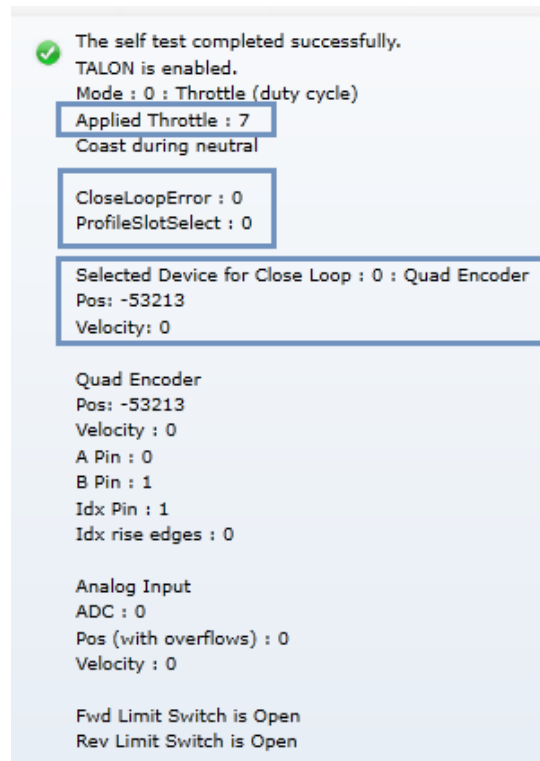 The self test completed successfully.
TALON is enabled.
Mode : 0 : Throttle (duty cycle)
Applied Throttle : 7
Coast during neutral
CloseLoopError : 0
ProfileSlotSelect : 0
Selected Device for Close Loop : 0 : Quad Encoder
Pos: -53213
Velocity: 0
Quad Encoder
Pos: -53213
Velocity : 0
A Pin : 0
B Pin : 1
Idx Pin : 1
Idx rise edges : 0
Analog Input
ADC : 0
Pos (with overflows) : 0
Velocity : 0
Fwd Limit Switch is Open
Rev Limit Switch is Open